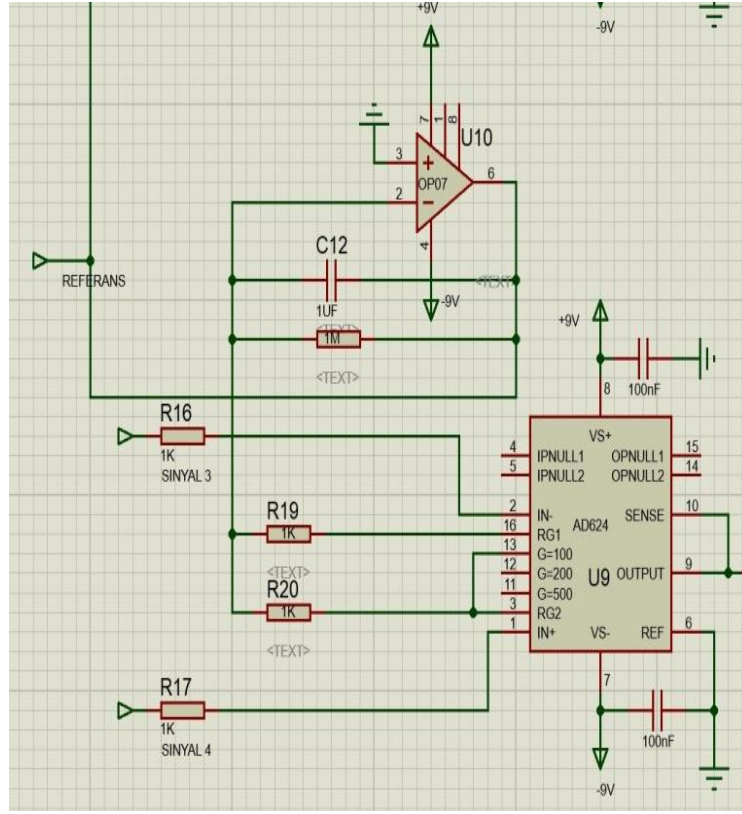 +9V
-9V
7
1
8
U10
3
OP07
6
2
4
C12
REFERANS
<TEXT>
1UF
-9V
<TEXT>
1M
<TEXT>
+9V
8
100nF
R16
1K
SINYAL 3
VS+
4
IPNULL1
OPNULL1
15
5
IPNULL2
OPNULL2
14
2
IN-
SENSE
10
R19
1K
16
RG1
AD624
13
G=100
<TEXT>
12
G=200
U9
OUTPUT
9
R20
1K
11
G=500
3
RG2
1
IN+
VS-
REF
6
<TEXT>
7
R17
1K
SINYAL 4
100nF
-9V